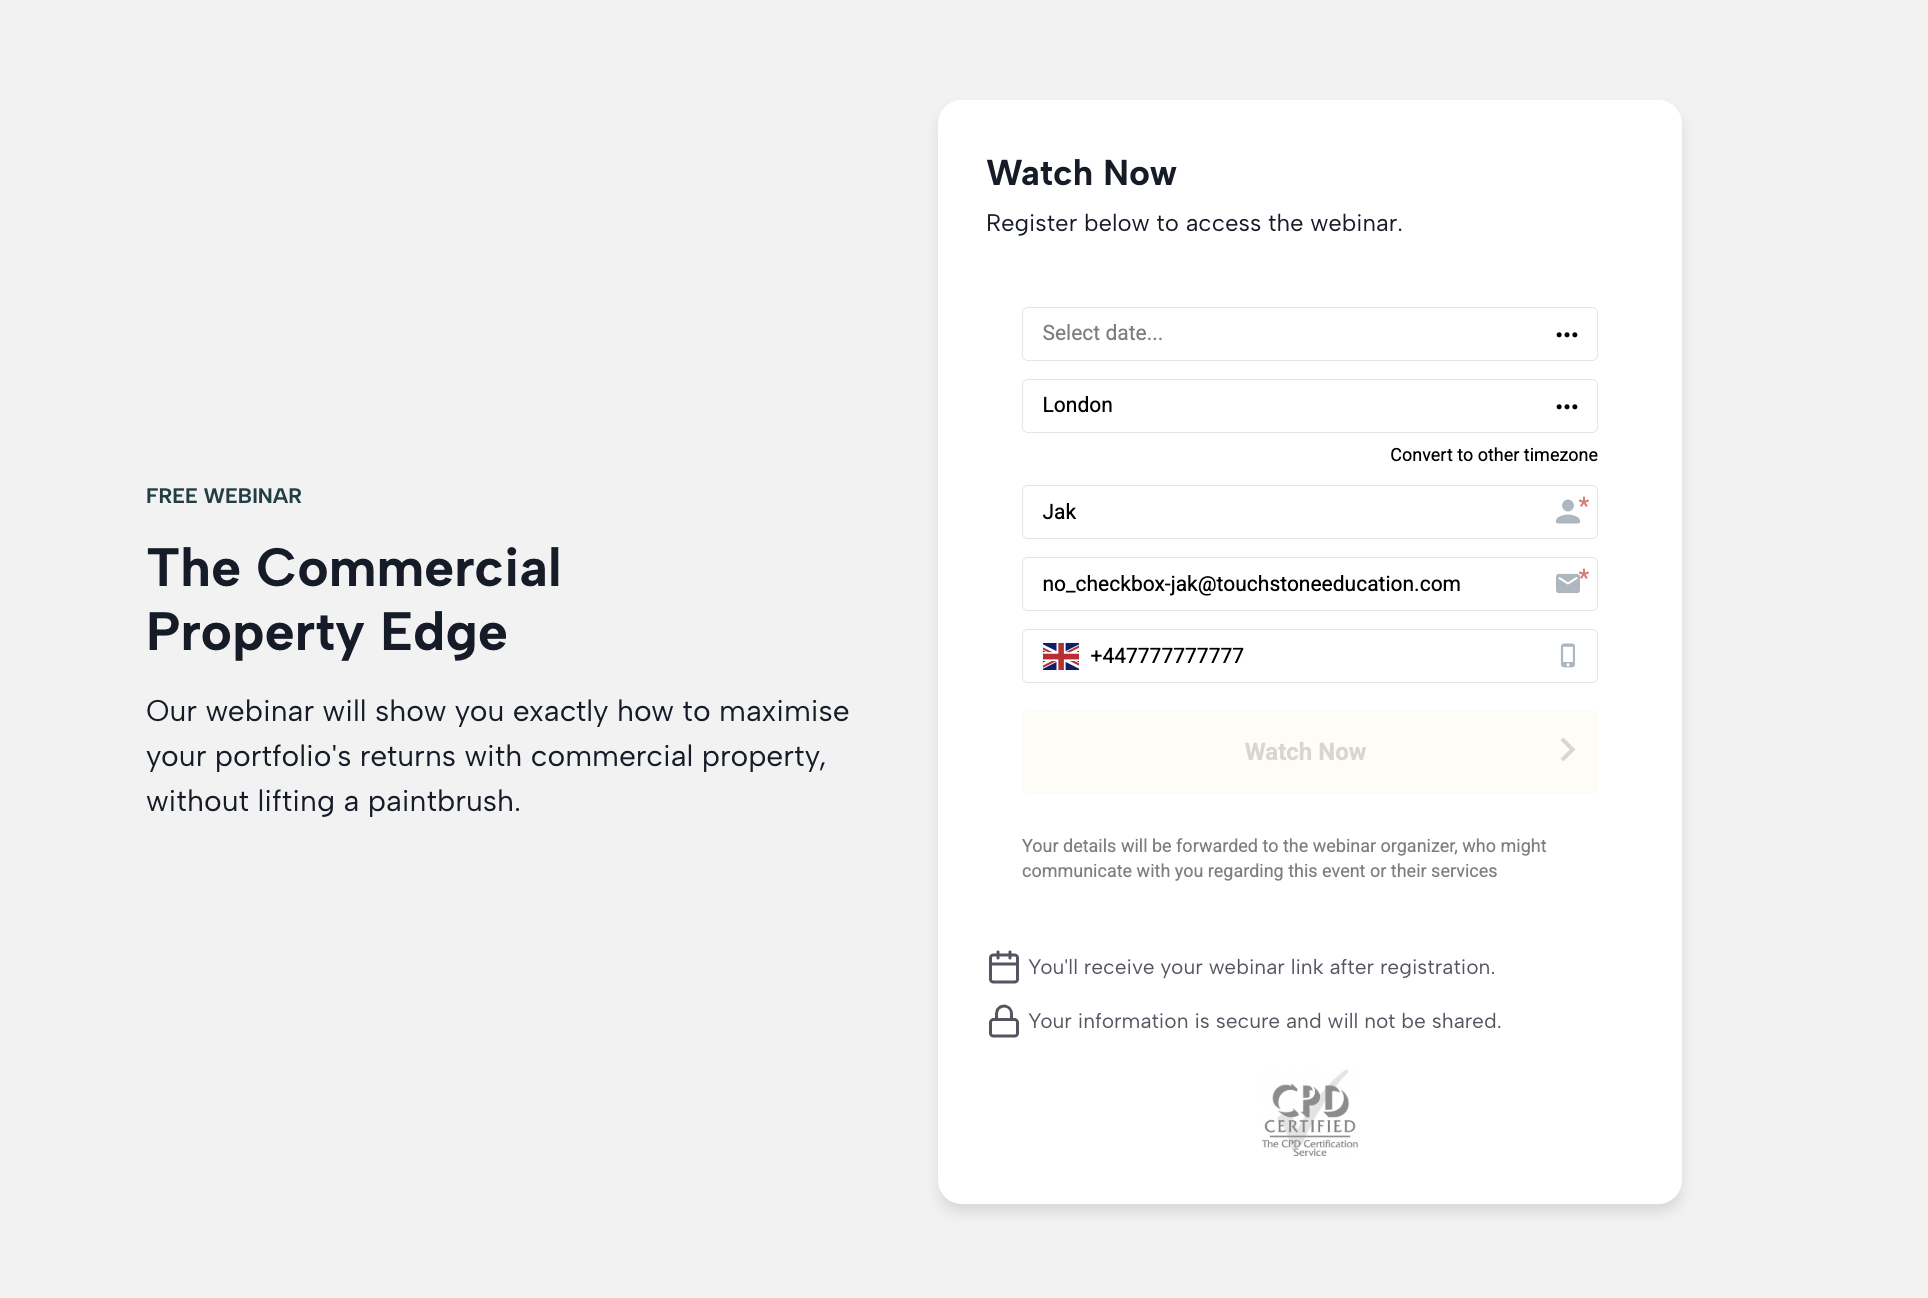 FREE WEBINAR
The Commercial
Property Edge
Our webinar will show you exactly how to maximise
your portfolio's returns with commercial property,
without lifting a paintbrush.
Watch Now
Register below to access the webinar.
Select date...
London
Convert to other timezone
Jak
*
no_checkbox-jak@touchstoneeducation.com
*
+447777777777
Watch Now
Your details will be forwarded to the webinar organizer, who might
communicate with you regarding this event or their services
You'll receive your webinar link after registration.
Your information is secure and will not be shared.
CPD
CERTIFIED
The CPD Certification
Service